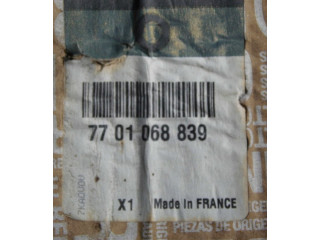 77 01 068 839
X1 Made in FRANCE
PIEZAS DE ORIGE